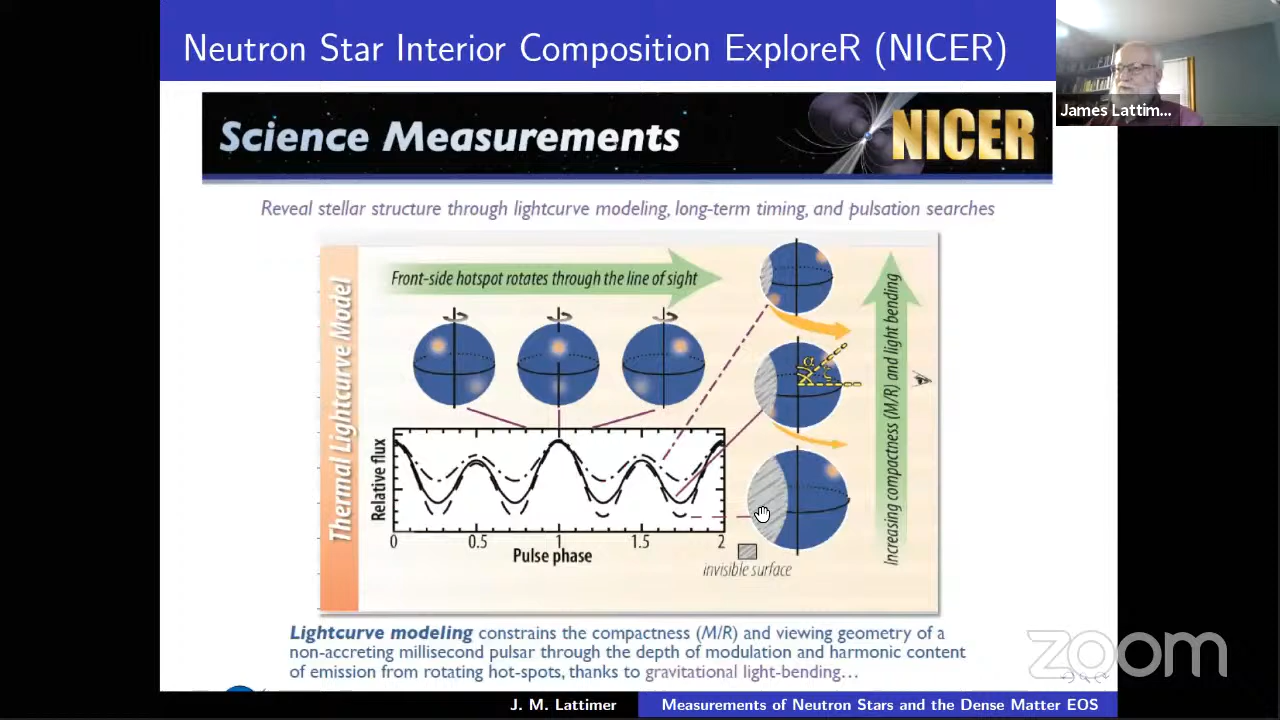 Neutron Star Interior Composition ExploreR (NICER)
James Lattim...
Science Measurements
NICER
Reveal stellar structure through lightcurve modeling, long-term timing, and pulsation searches
Thermal Lightcurve Model
Front-side hotspot rotates through the line of sight
Increasing compactness (M/R) and light bending
α
ζ
Relative flux
0
0.5
1
1.5
2
Pulse phase
invisible surface
Lightcurve modeling constrains the compactness (M/R) and viewing geometry of a
non-accreting millisecond pulsar through the depth of modulation and harmonic content
of emission from rotating hot-spots, thanks to gravitational light-bending…
zoom
J. M. Lattimer
Measurements of Neutron Stars and the Dense Matter EOS